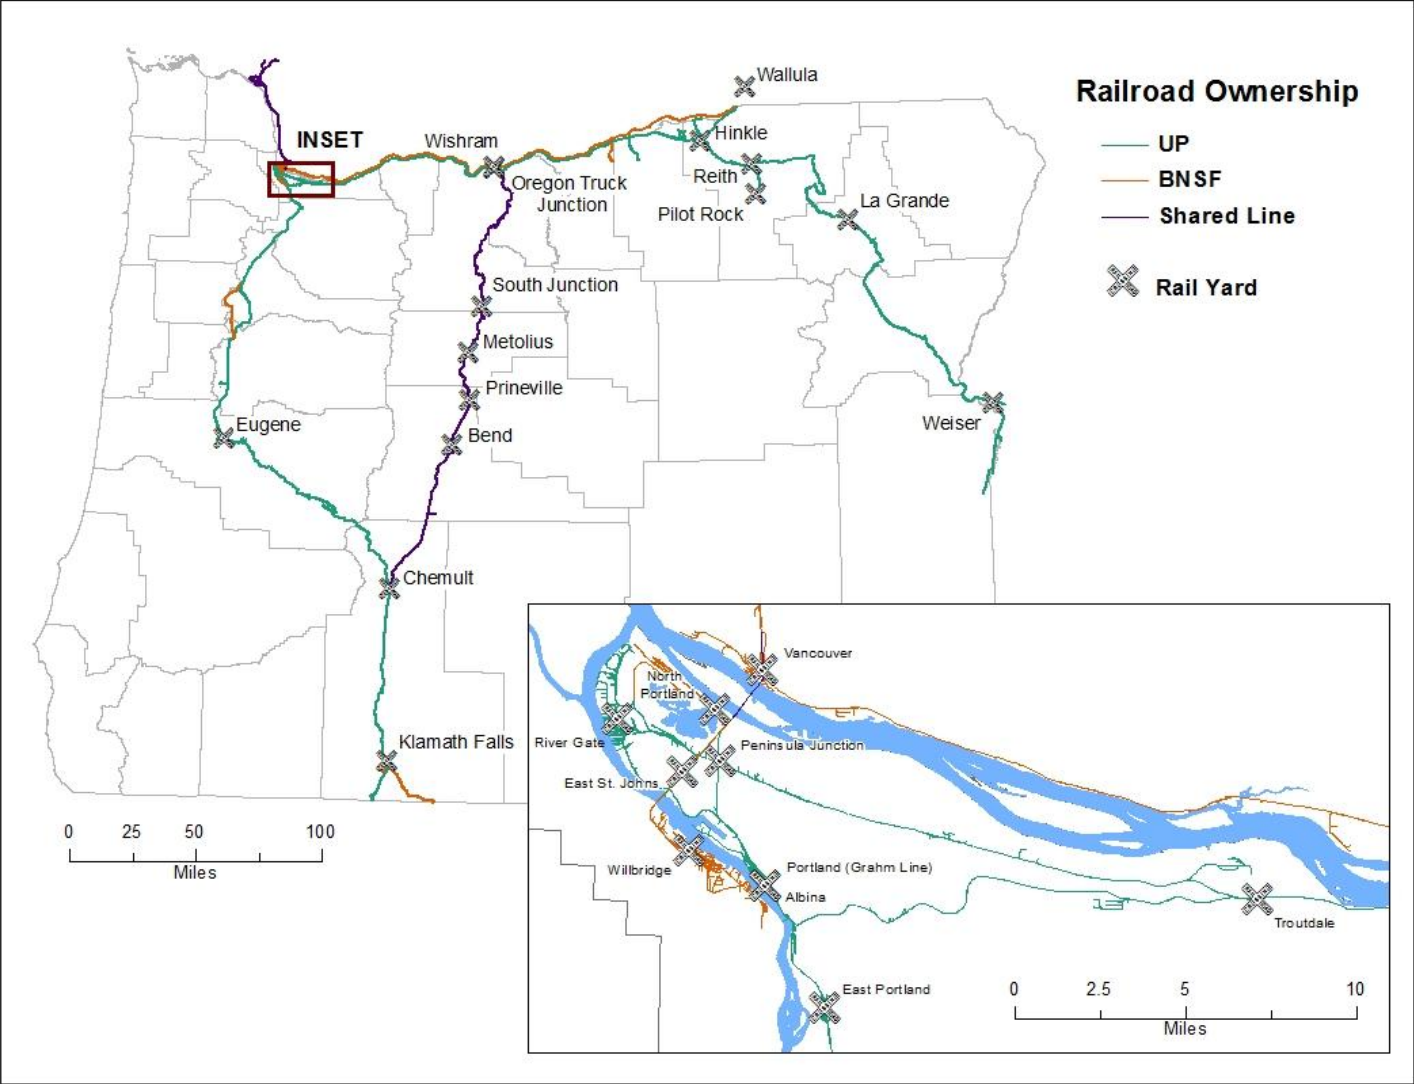 Wallula
Railroad Ownership
UP
BNSF
Shared Line
Rail Yard
INSET
Wishram
Hinkle
Oregon Truck
Junction
Reith
Pilot Rock
La Grande
South Junction
Metolius
Prineville
Weiser
Eugene
Bend
Chemult
Klamath Falls
0 25 50 100
Miles
Vancouver
North
Portland
River Gate
Peninsula Junction
East St. Johns
Willbridge
Portland (Grahm Line)
Albina
Troutdale
East Portland
0 2.5 5 10
Miles